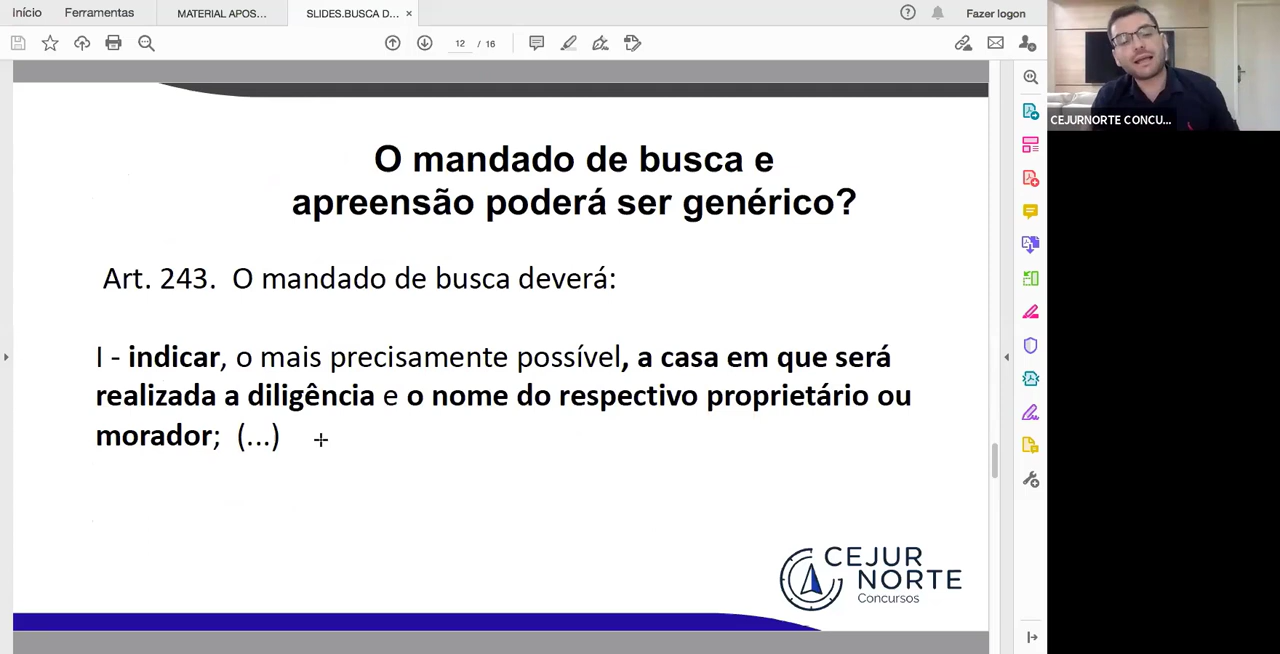 Início Ferramentas MATERIAL APOS... SLIDES.BUSCA D... × Fazer logon
12 / 16
CEJURNORTE CONCU...
O mandado de busca e
apreensão poderá ser genérico?
Art. 243. O mandado de busca deverá:
I - indicar, o mais precisamente possível, a casa em que será
realizada a diligência e o nome do respectivo proprietário ou
morador; (...)
CEJUR
NORTE
Concursos